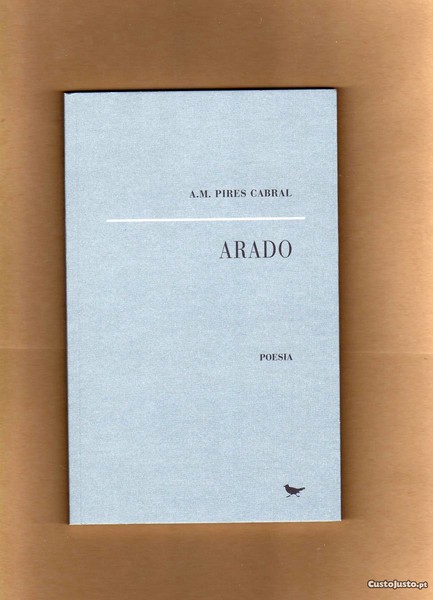 A.M. PIRES CABRAL
ARADO
POESIA
Custojusto.pt